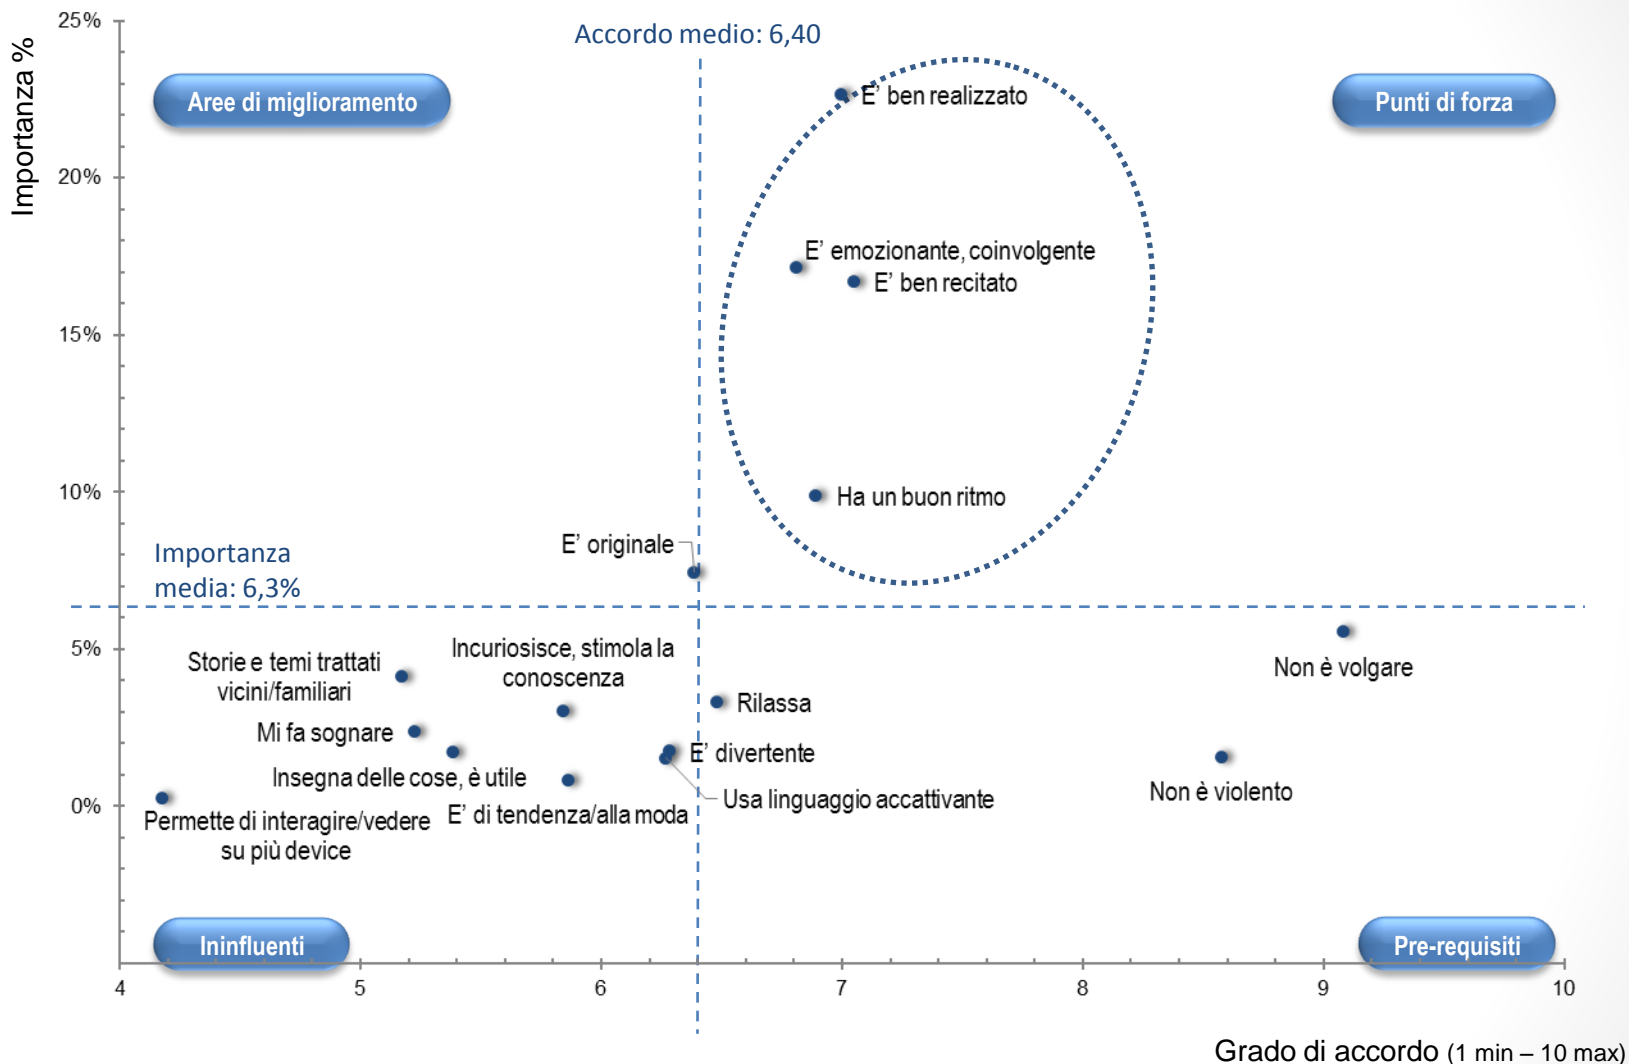 25%
Importanza %
Accordo medio: 6,40
Aree di miglioramento
E’ ben realizzato
Punti di forza
20%
E’ emozionante, coinvolgente
E’ ben recitato
15%
10%
Ha un buon ritmo
E’ originale
Importanza
media: 6,3%
5%
Storie e temi trattati
vicini/familiari
Incuriosisce, stimola la
conoscenza
Non è volgare
Rilassa
Mi fa sognare
E’ divertente
Insegna delle cose, è utile
Non è violento
0%
Usa linguaggio accattivante
E’ di tendenza/alla moda
Permette di interagire/vedere
su più device
Ininfluenti
Pre-requisiti
4 5 6 7 8 9 10
Grado di accordo (1 min – 10 max)